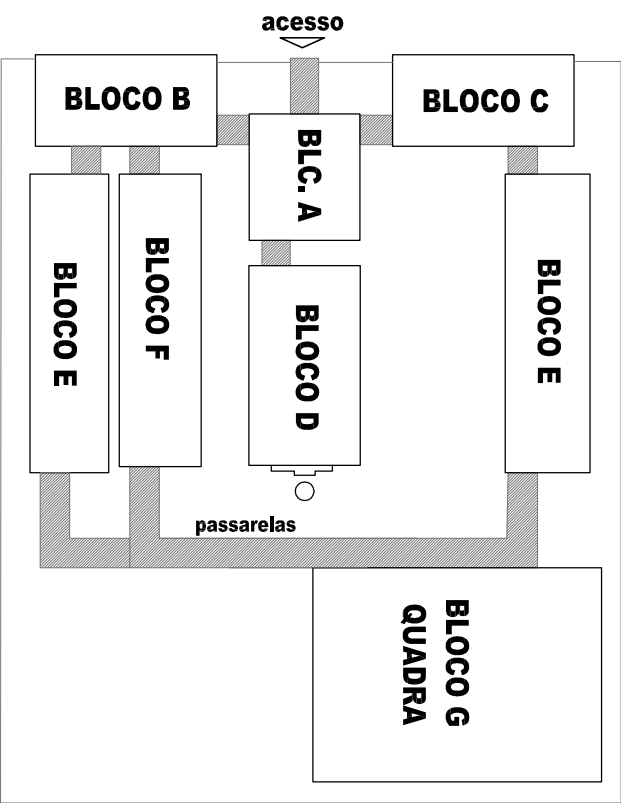 acesso
BLOCO B
BLOCO C
BLC. A
BLOCO E
BLOCO F
BLOCO D
BLOCO E
passarelas
BLOCO G
QUADRA